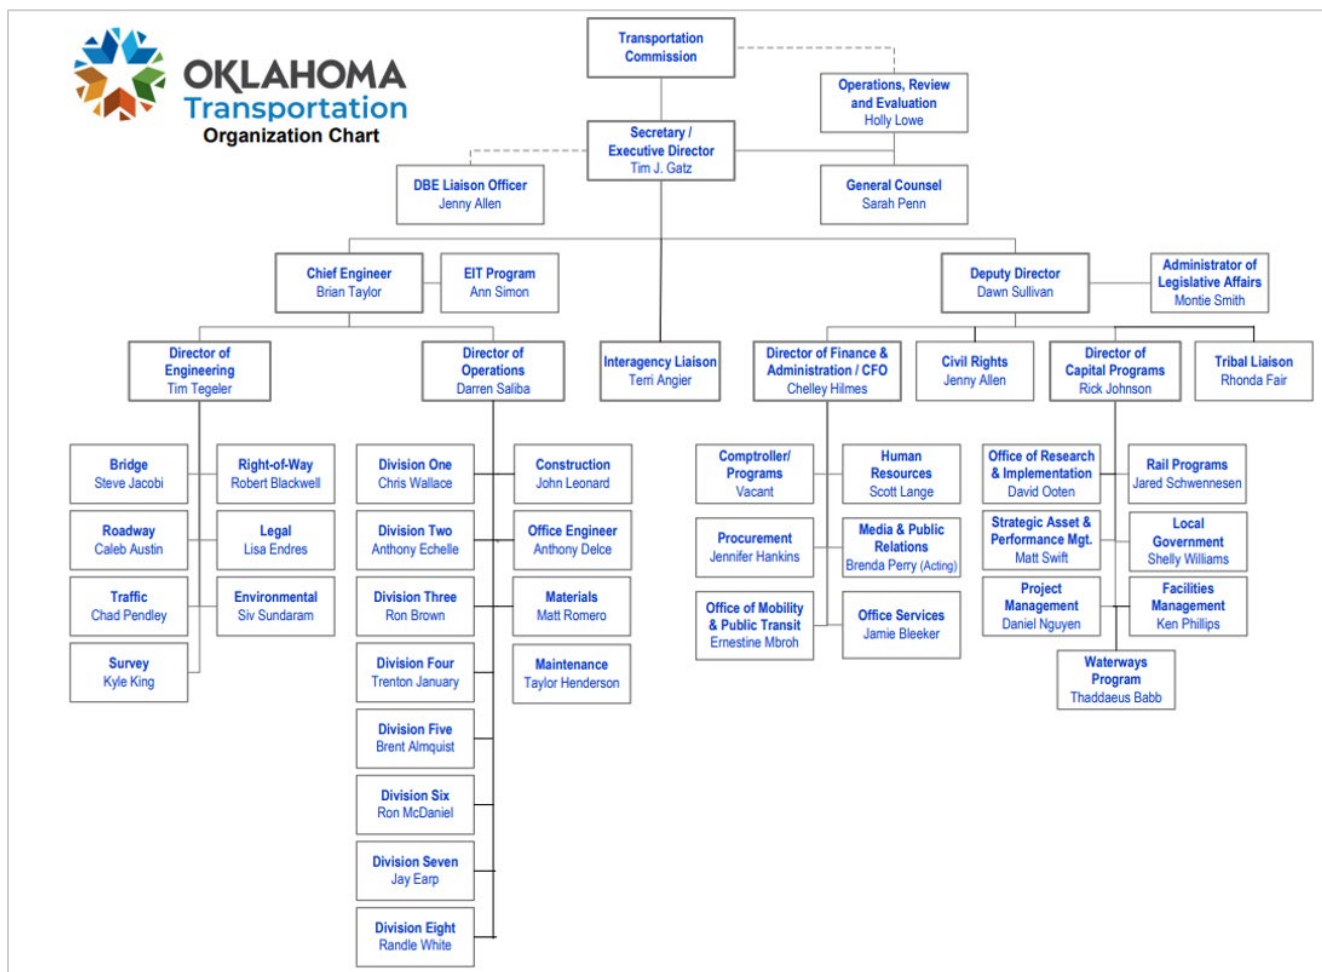 OKLAHOMA
Transportation
Organization Chart
Transportation
Commission
Operations, Review
and Evaluation
Holly Lowe
Secretary /
Executive Director
Tim J. Gatz
DBE Liaison Officer
Jenny Allen
General Counsel
Sarah Penn
Chief Engineer
Brian Taylor
EIT Program
Ann Simon
Deputy Director
Dawn Sullivan
Administrator of
Legislative Affairs
Montie Smith
Director of
Engineering
Tim Tegeler
Director of
Operations
Darren Saliba
Interagency Liaison
Terri Angier
Director of Finance &
Administration / CFO
Chelley Hilmes
Civil Rights
Jenny Allen
Director of
Capital Programs
Rick Johnson
Tribal Liaison
Rhonda Fair
Bridge
Steve Jacobi
Right-of-Way
Robert Blackwell
Roadway
Caleb Austin
Legal
Lisa Endres
Traffic
Chad Pendley
Environmental
Siv Sundaram
Survey
Kyle King
Division One
Chris Wallace
Construction
John Leonard
Division Two
Anthony Echelle
Office Engineer
Anthony Delce
Division Three
Ron Brown
Materials
Matt Romero
Division Four
Trenton January
Maintenance
Taylor Henderson
Division Five
Brent Almquist
Division Six
Ron McDaniel
Division Seven
Jay Earp
Division Eight
Randle White
Comptroller/
Programs
Vacant
Human
Resources
Scott Lange
Procurement
Jennifer Hankins
Media & Public
Relations
Brenda Perry (Acting)
Office of Mobility
& Public Transit
Ernestine Mbroh
Office Services
Jamie Bleeker
Office of Research
& Implementation
David Ooten
Rail Programs
Jared Schwennesen
Strategic Asset &
Performance Mgt.
Matt Swift
Local
Government
Shelly Williams
Project
Management
Daniel Nguyen
Facilities
Management
Ken Phillips
Waterways
Program
Thaddaeus Babb